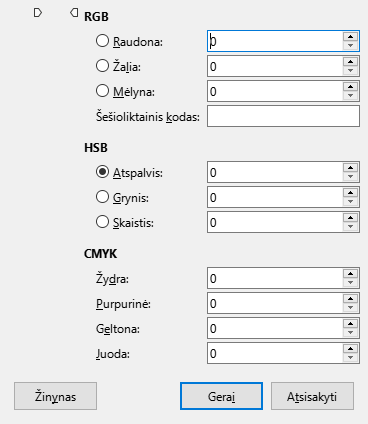 RGB
Raudona: 0
Žalia: 0
Mėlyna: 0
Šešioliktainis kodas:
HSB
Atspalvis: 0
Grynis: 0
Skaistis: 0
CMYK
Žydra: 0
Purpurinė: 0
Geltona: 0
Juoda: 0
Žinynas Gerai Atsisakyti